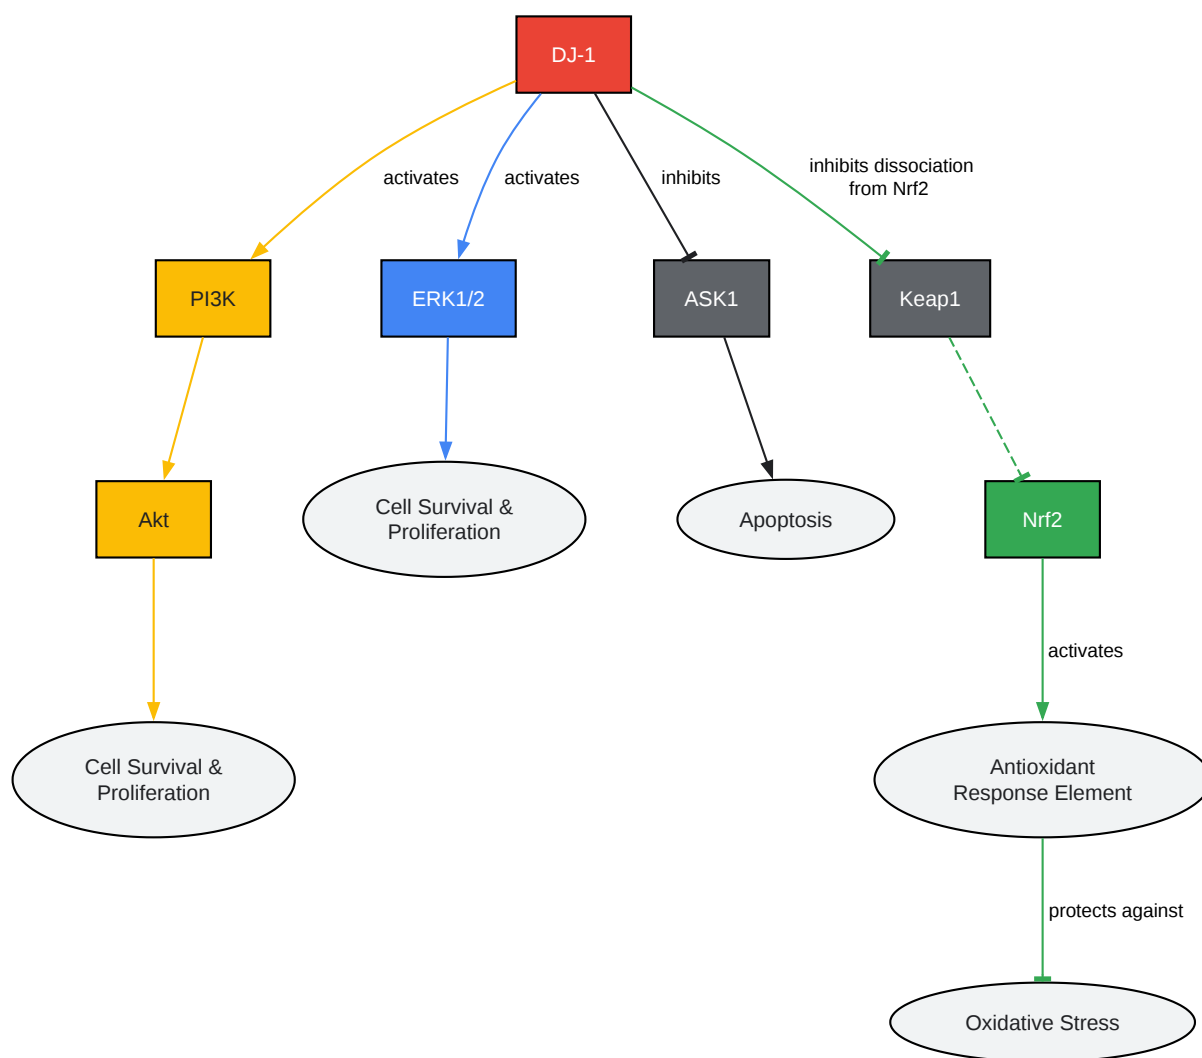 DJ-1
activates
activates
inhibits
inhibits dissociation
from Nrf2
PI3K
ERK1/2
ASK1
Keap1
Akt
Cell Survival &
Proliferation
Apoptosis
Nrf2
activates
Cell Survival &
Proliferation
Antioxidant
Response Element
protects against
Oxidative Stress